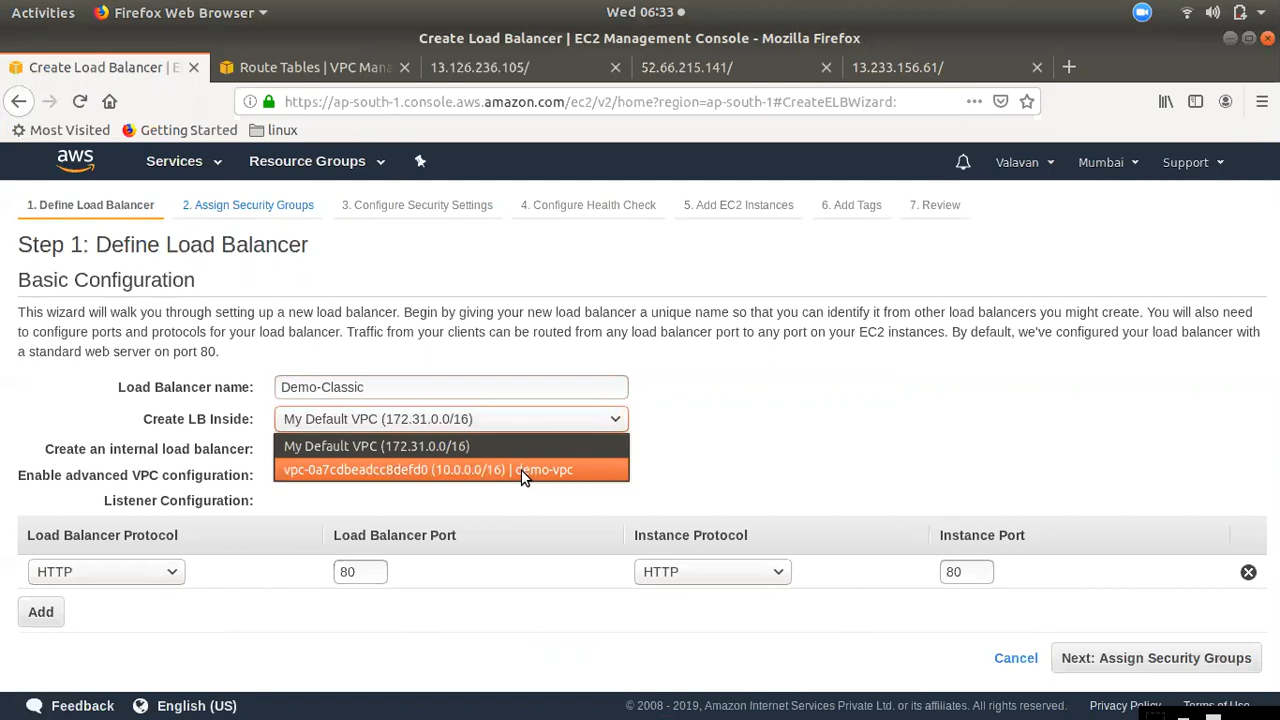 Activities
Firefox Web Browser
Wed 06:33
Create Load Balancer | EC2 Management Console - Mozilla Firefox
Create Load Balancer | E
Route Tables | VPC Man
13.126.236.105/
52.66.215.141/
13.233.156.61/
https://ap-south-1.console.aws.amazon.com/ec2/v2/home?region=ap-south-1#CreateELBWizard:
Most Visited
Getting Started
linux
aws
Services
Resource Groups
Valavan
Mumbai
Support
1. Define Load Balancer
2. Assign Security Groups
3. Configure Security Settings
4. Configure Health Check
5. Add EC2 Instances
6. Add Tags
7. Review
Step 1: Define Load Balancer
Basic Configuration
This wizard will walk you through setting up a new load balancer. Begin by giving your new load balancer a unique name so that you can identify it from other load balancers you might create. You will also need
to configure ports and protocols for your load balancer. Traffic from your clients can be routed from any load balancer port to any port on your EC2 instances. By default, we've configured your load balancer with
a standard web server on port 80.
Load Balancer name:
Demo-Classic
Create LB Inside:
My Default VPC (172.31.0.0/16)
My Default VPC (172.31.0.0/16)
Create an internal load balancer:
vpc-0a7cdbeadcc8defd0 (10.0.0.0/16) | demo-vpc
Enable advanced VPC configuration:
Listener Configuration:
Load Balancer Protocol
Load Balancer Port
Instance Protocol
Instance Port
HTTP
80
HTTP
80
Add
Cancel
Next: Assign Security Groups
Feedback
English (US)
© 2008 - 2019, Amazon Internet Services Private Ltd. or its affiliates. All rights reserved.
Privacy Policy
Terms of Use